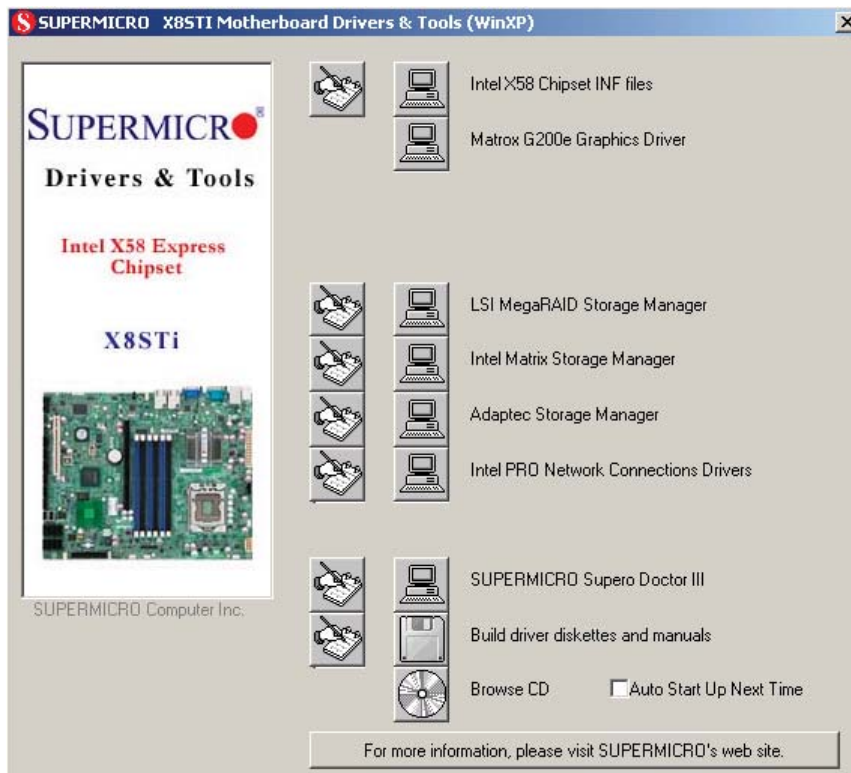 SUPERMICRO X8STI Motherboard Drivers & Tools (WinXP)
SUPERMICRO
Drivers & Tools
Intel X58 Express
Chipset
X8STi
SUPERMICRO Computer Inc.
Intel X58 Chipset INF files
Matrox G200e Graphics Driver
LSI MegaRAID Storage Manager
Intel Matrix Storage Manager
Adaptec Storage Manager
Intel PRO Network Connections Drivers
SUPERMICRO Supero Doctor III
Build driver diskettes and manuals
Browse CD Auto Start Up Next Time
For more information, please visit SUPERMICRO's web site.